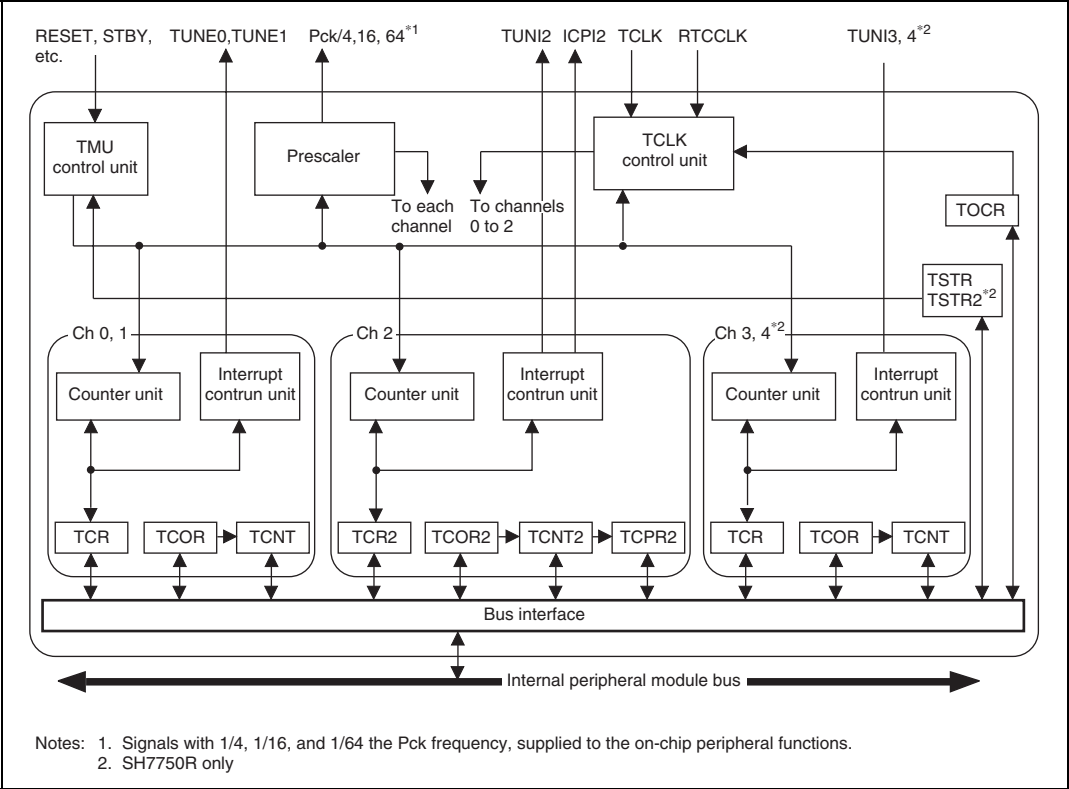 RESET, STBY,
etc.
TUNE0,TUNE1
Pck/4,16, 64*1
TUNI2
ICPI2
TCLK
RTCCLK
TUNI3, 4*2
TMU
control unit
Prescaler
TCLK
control unit
To each
channel
To channels
0 to 2
TOCR
TSTR
TSTR2*2
Ch 0, 1
Counter unit
Interrupt
contrun unit
TCR
TCOR
TCNT
Ch 2
Counter unit
Interrupt
contrun unit
TCR2
TCOR2
TCNT2
TCPR2
Ch 3, 4*2
Counter unit
Interrupt
contrun unit
TCR
TCOR
TCNT
Bus interface
Internal peripheral module bus
Notes: 1. Signals with 1/4, 1/16, and 1/64 the Pck frequency, supplied to the on-chip peripheral functions.
2. SH7750R only